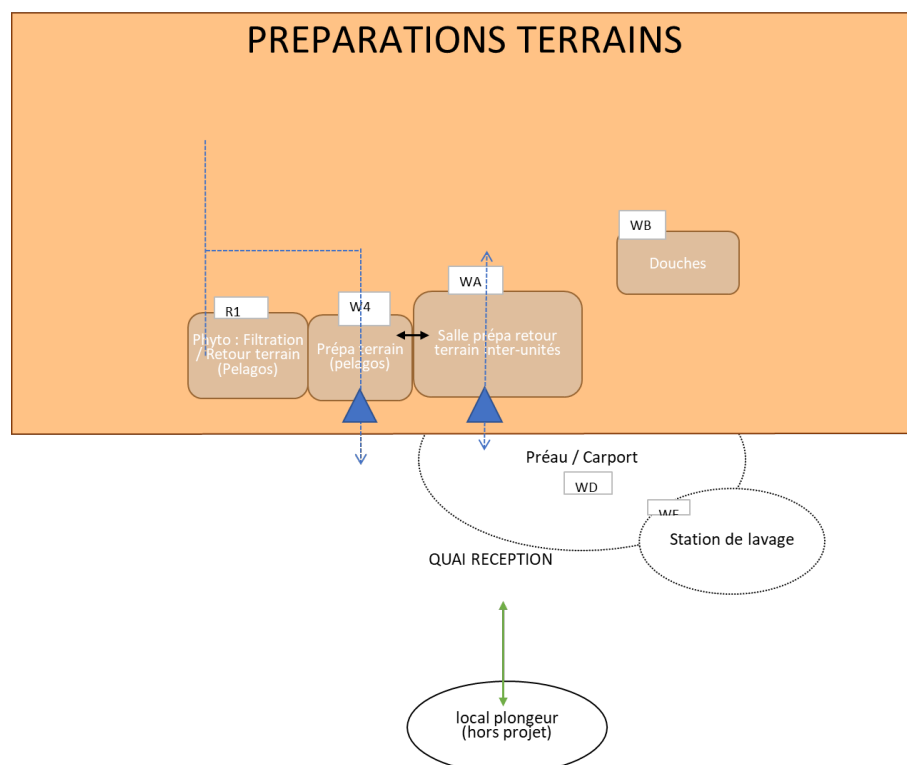 PREPARATIONS TERRAINS
WB
Douches
WA
R1
W4
Phyto : Filtration
/ Retour terrain
(Pelagos)
Prépa terrain
(pelagos)
Salle prépa retour
terrain inter-unités
Préau / Carport
WD
Station de lavage
QUAI RECEPTION
local plongeur
(hors projet)